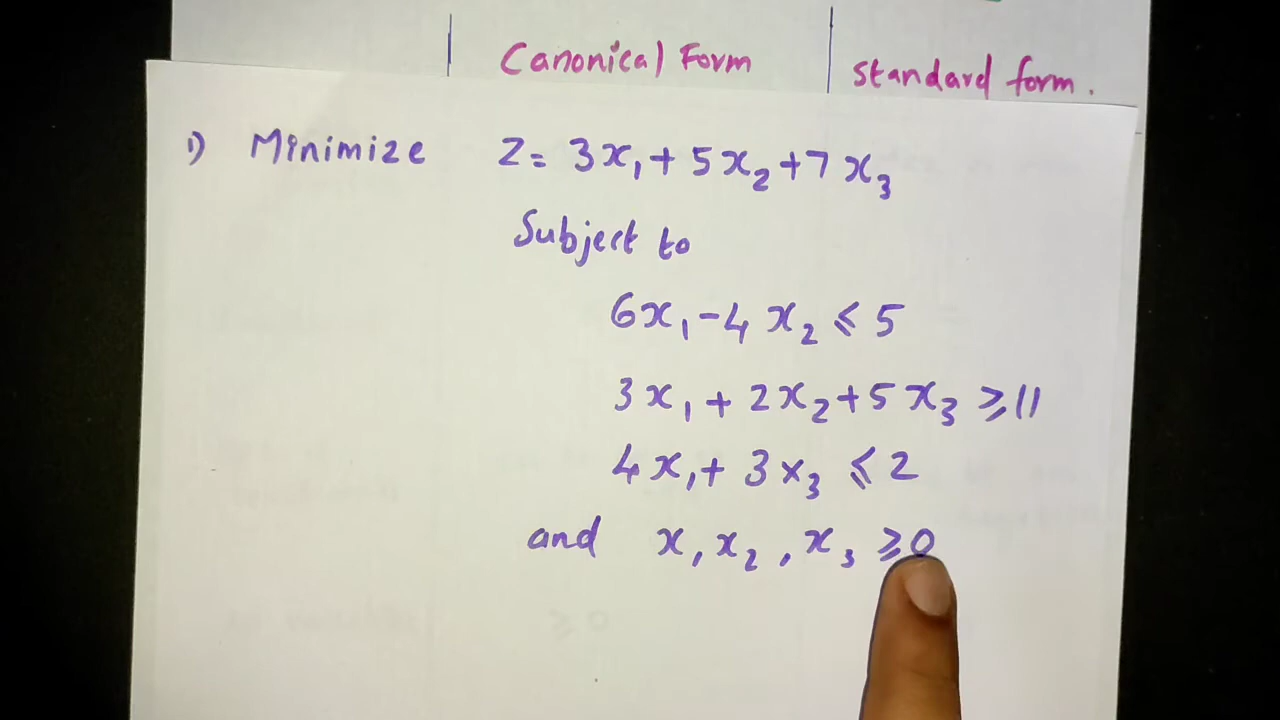 Canonical Form
standard form.
1) Minimize Z = 3x₁ + 5x₂ + 7x₃
Subject to
6x₁ - 4x₂ ≤ 5
3x₁ + 2x₂ + 5x₃ ≥ 11
4x₁ + 3x₃ ≤ 2
and x₁, x₂, x₃ ≥ 0